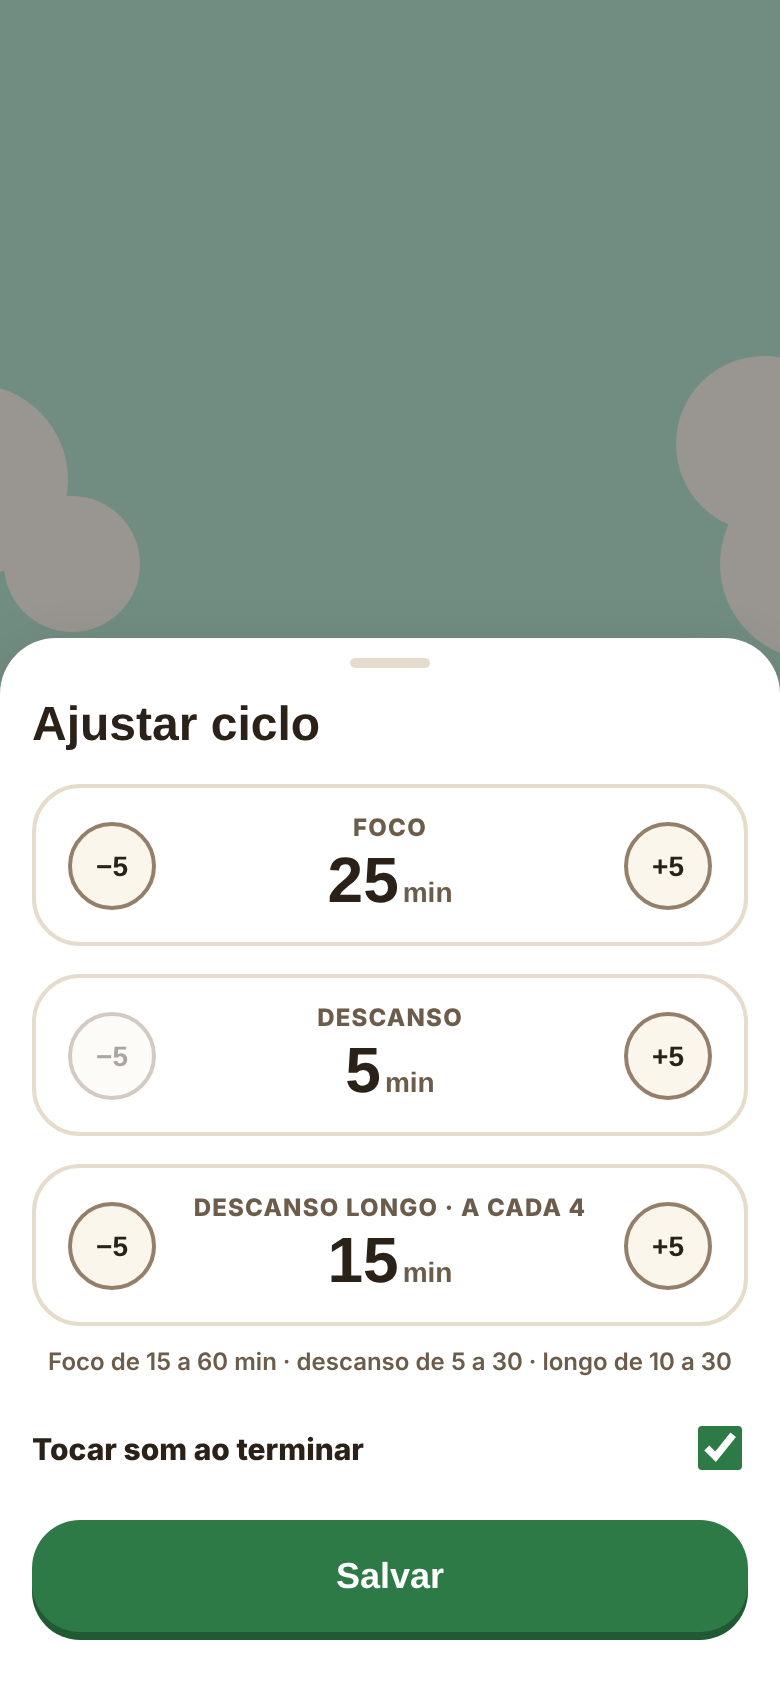 Ajustar ciclo
FOCO
−5 25 min +5
DESCANSO
−5 5 min +5
DESCANSO LONGO · A CADA 4
−5 15 min +5
Foco de 15 a 60 min · descanso de 5 a 30 · longo de 10 a 30
Tocar som ao terminar
Salvar